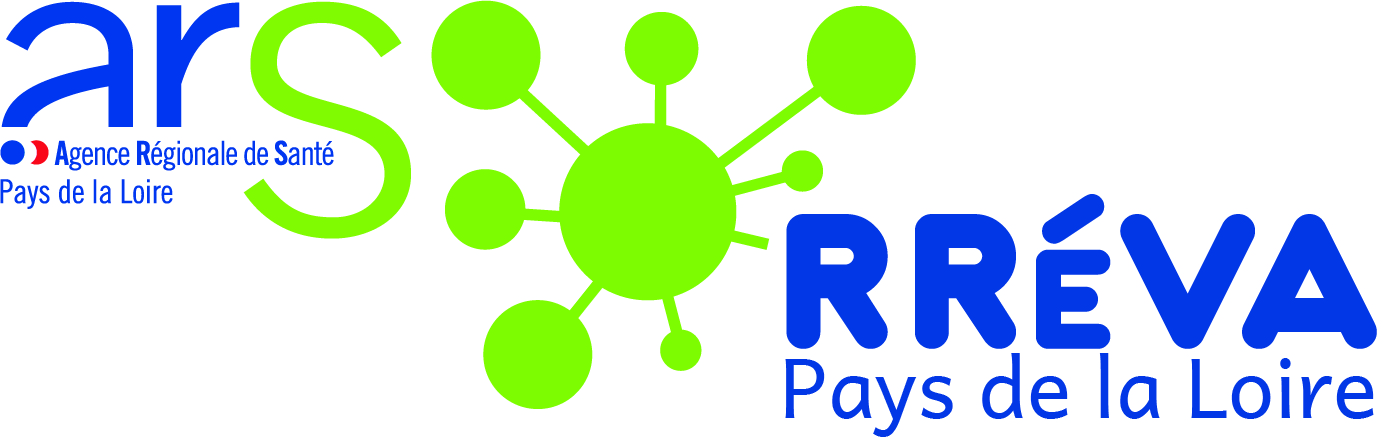 ars
Agence Régionale de Santé
Pays de la Loire
RRÉVA
Pays de la Loire